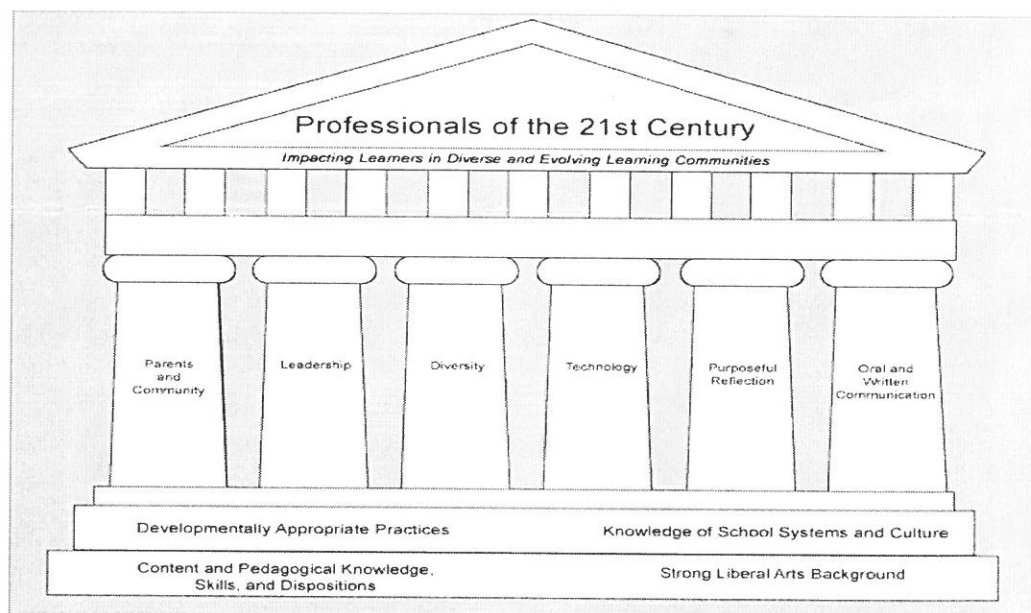 Professionals of the 21st Century
Impacting Learners in Diverse and Evolving Learning Communities
Parents
and
Community
Leadership
Diversity
Technology
Purposeful
Reflection
Oral and
Written
Communication
Developmentally Appropriate Practices
Knowledge of School Systems and Culture
Content and Pedagogical Knowledge,
Skills, and Dispositions
Strong Liberal Arts Background